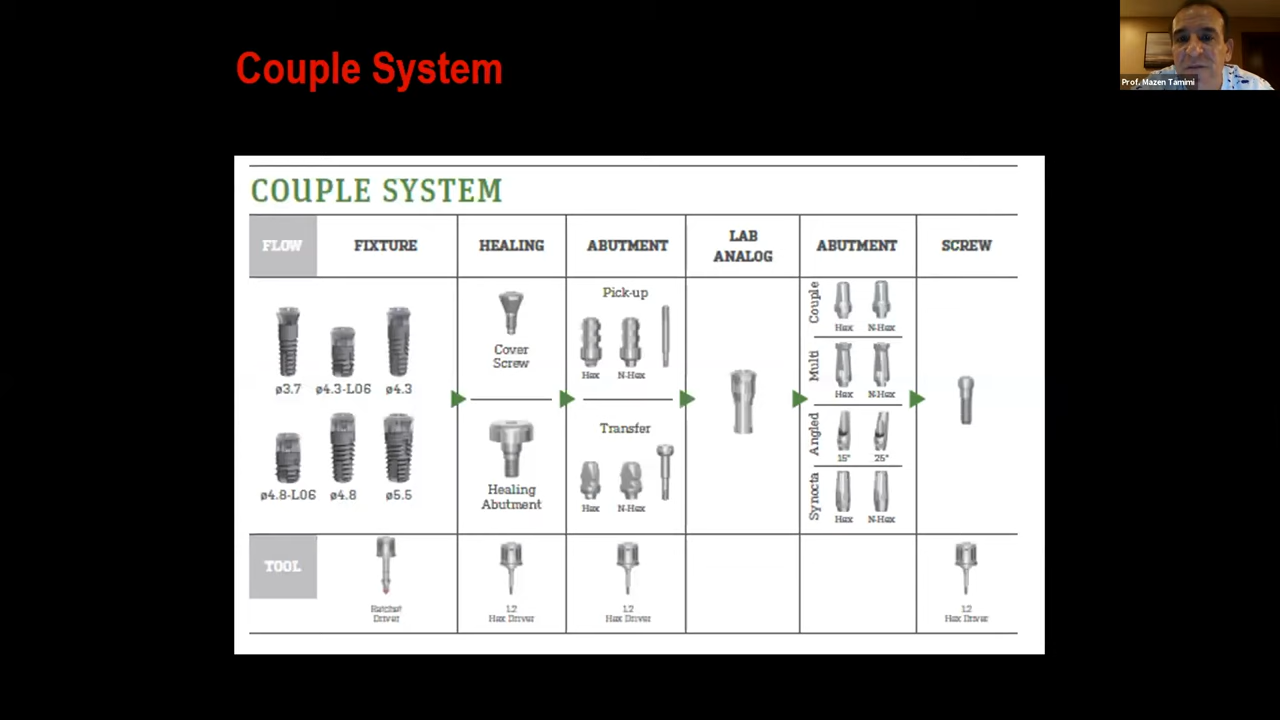 Couple System
Prof. Mazen Tamimi
COUPLE SYSTEM
FLOW FIXTURE HEALING ABUTMENT LAB ANALOG ABUTMENT SCREW
ø3.7 ø4.3-L06 ø4.3
ø4.8-L06 ø4.8 ø5.5
Cover
Screw
Healing
Abutment
Pick-up
Hex N-Hex
Transfer
Hex N-Hex
Couple
Hex N-Hex
Multi
Hex N-Hex
Angled
15° 25°
Synocta
Hex N-Hex
TOOL
Ratchet
Driver
1.2
Hex Driver
1.2
Hex Driver
1.2
Hex Driver